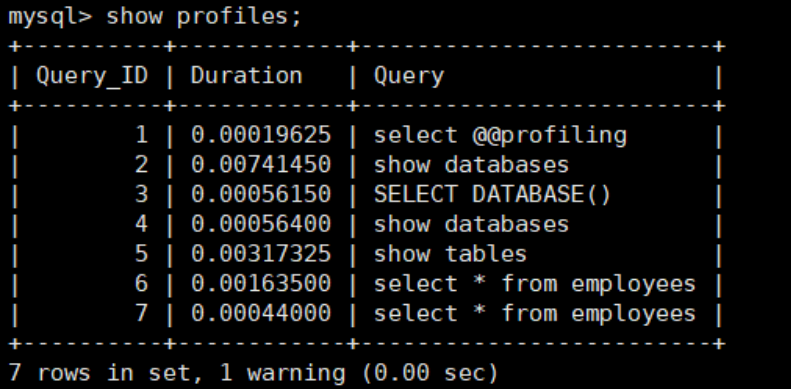 mysql> show profiles;
+----------+------------+-------------------------+
| Query_ID | Duration   | Query                   |
+----------+------------+-------------------------+
|        1 | 0.00019625 | select @@profiling      |
|        2 | 0.00741450 | show databases          |
|        3 | 0.00056150 | SELECT DATABASE()       |
|        4 | 0.00056400 | show databases          |
|        5 | 0.00317325 | show tables             |
|        6 | 0.00163500 | select * from employees |
|        7 | 0.00044000 | select * from employees |
+----------+------------+-------------------------+
7 rows in set, 1 warning (0.00 sec)